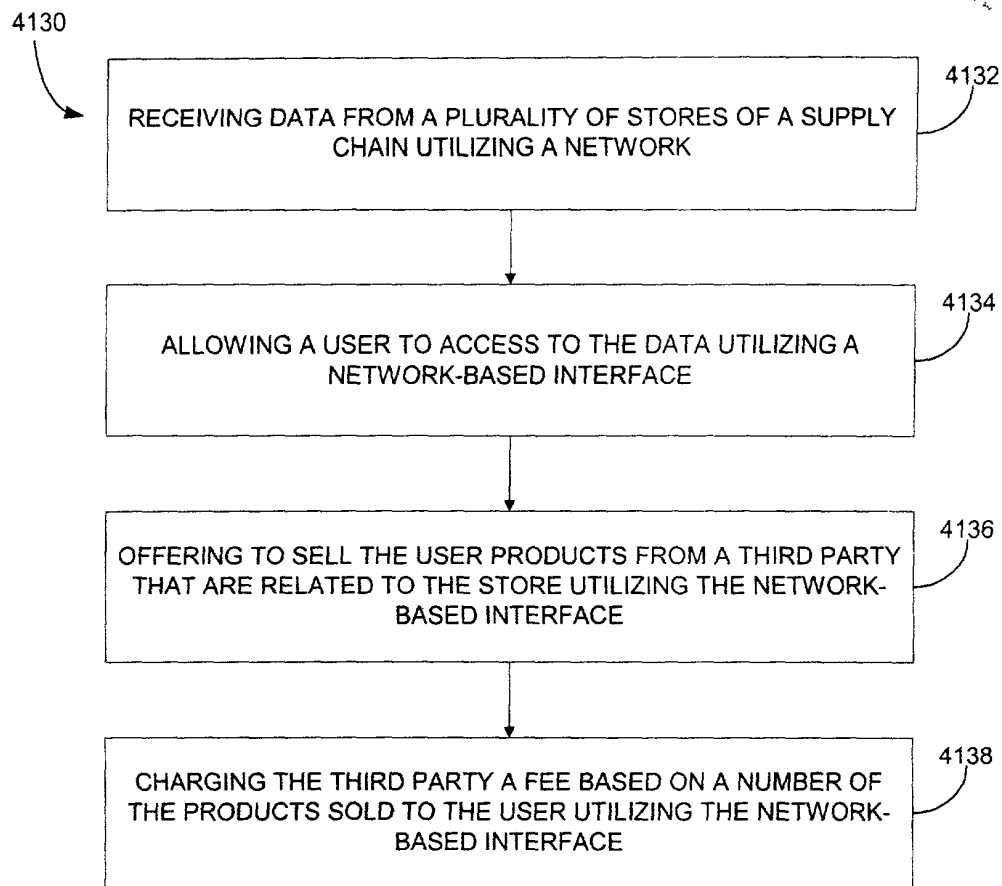 4130
4132
RECEIVING DATA FROM A PLURALITY OF STORES OF A SUPPLY
CHAIN UTILIZING A NETWORK
4134
ALLOWING A USER TO ACCESS TO THE DATA UTILIZING A
NETWORK-BASED INTERFACE
4136
OFFERING TO SELL THE USER PRODUCTS FROM A THIRD PARTY
THAT ARE RELATED TO THE STORE UTILIZING THE NETWORK-
BASED INTERFACE
4138
CHARGING THE THIRD PARTY A FEE BASED ON A NUMBER OF
THE PRODUCTS SOLD TO THE USER UTILIZING THE NETWORK-
BASED INTERFACE